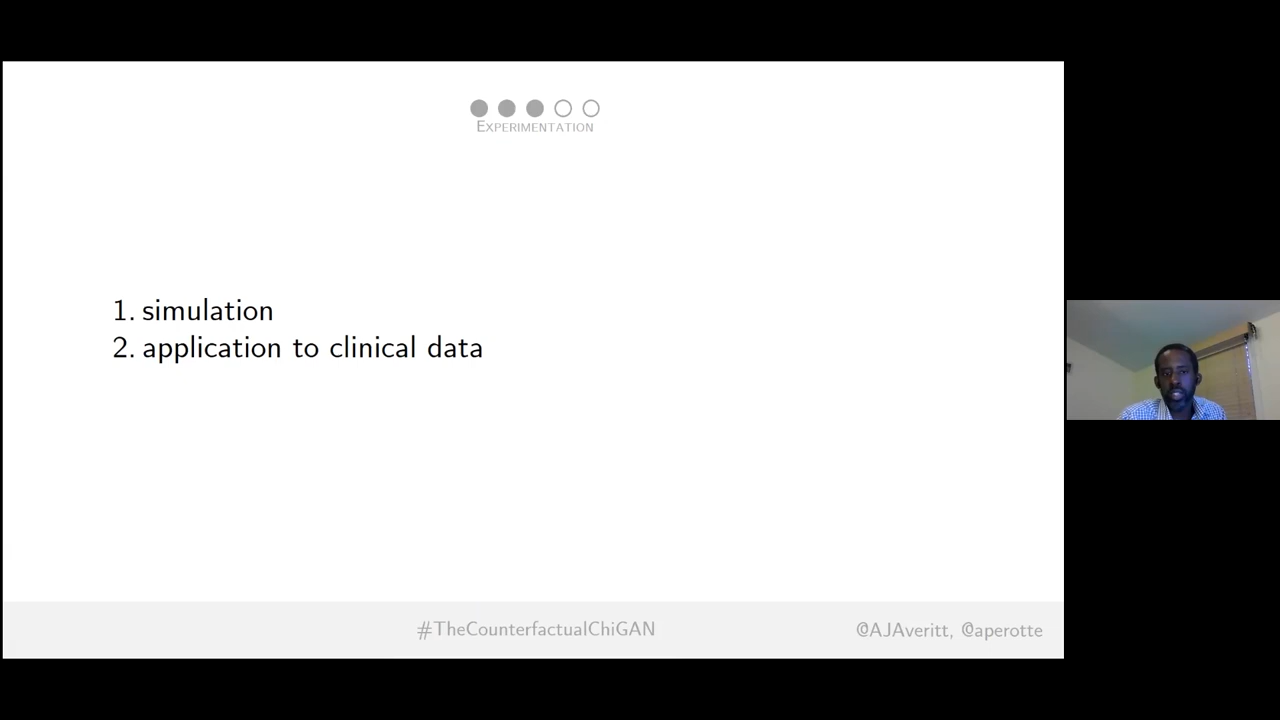 Experimentation
1. simulation
2. application to clinical data
#TheCounterfactualChiGAN
@AJAveritt, @aperotte